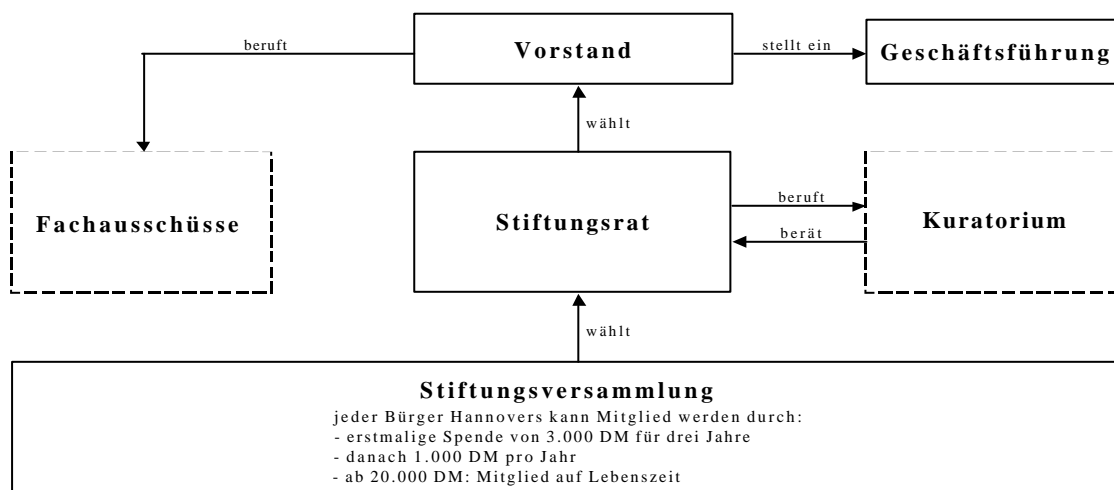 beruft
Vorstand
stellt ein
Geschäftsführung
wählt
Fachausschüsse
Stiftungsrat
beruft
berät
Kuratorium
wählt
Stiftungsversammlung
jeder Bürger Hannovers kann Mitglied werden durch:
- erstmalige Spende von 3.000 DM für drei Jahre
- danach 1.000 DM pro Jahr
- ab 20.000 DM: Mitglied auf Lebenszeit